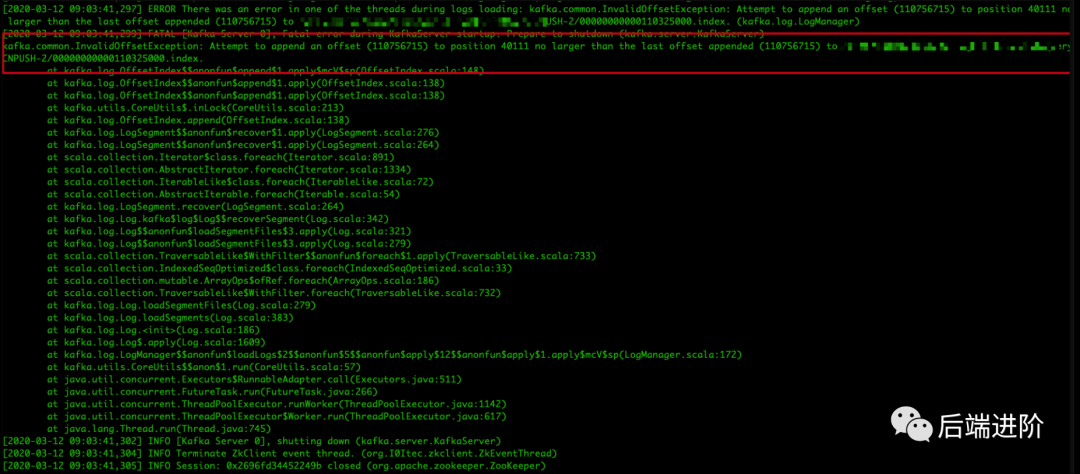 [2020-03-12 09:03:41,297] ERROR There was an error in one of the threads during logs loading: kafka.common.InvalidOffsetException: Attempt to append an offset (110756715) to position 40111 no
larger than the last offset appended (110756715) to USH-2/00000000000110325000.index. (kafka.log.LogManager)
[2020-03-12 09:03:41,299] FATAL [Kafka Server 0], Fatal error during KafkaServer startup. Prepare to shutdown (kafka.server.KafkaServer)
kafka.common.InvalidOffsetException: Attempt to append an offset (110756715) to position 40111 no larger than the last offset appended (110756715) to
CNPUSH-2/00000000000110325000.index.
at kafka.log.OffsetIndex$$anonfun$append$1.apply$mcV$sp(OffsetIndex.scala:148)
at kafka.log.OffsetIndex$$anonfun$append$1.apply(OffsetIndex.scala:138)
at kafka.log.OffsetIndex$$anonfun$append$1.apply(OffsetIndex.scala:138)
at kafka.utils.CoreUtils$.inLock(CoreUtils.scala:213)
at kafka.log.OffsetIndex.append(OffsetIndex.scala:138)
at kafka.log.LogSegment$$anonfun$recover$1.apply(LogSegment.scala:276)
at kafka.log.LogSegment$$anonfun$recover$1.apply(LogSegment.scala:264)
at scala.collection.Iterator$class.foreach(Iterator.scala:891)
at scala.collection.AbstractIterator.foreach(Iterator.scala:1334)
at scala.collection.IterableLike$class.foreach(IterableLike.scala:72)
at scala.collection.AbstractIterable.foreach(Iterable.scala:54)
at kafka.log.LogSegment.recover(LogSegment.scala:264)
at kafka.log.Log.kafka$log$Log$$recoverSegment(Log.scala:342)
at kafka.log.Log$$anonfun$loadSegmentFiles$3.apply(Log.scala:321)
at kafka.log.Log$$anonfun$loadSegmentFiles$3.apply(Log.scala:279)
at scala.collection.TraversableLike$WithFilter$$anonfun$foreach$1.apply(TraversableLike.scala:733)
at scala.collection.IndexedSeqOptimized$class.foreach(IndexedSeqOptimized.scala:33)
at scala.collection.mutable.ArrayOps$ofRef.foreach(ArrayOps.scala:186)
at scala.collection.TraversableLike$WithFilter.foreach(TraversableLike.scala:732)
at kafka.log.Log.loadSegmentFiles(Log.scala:279)
at kafka.log.Log.loadSegments(Log.scala:383)
at kafka.log.Log.<init>(Log.scala:186)
at kafka.log.Log$.apply(Log.scala:1609)
at kafka.log.LogManager$$anonfun$loadLogs$2$$anonfun$5$$anonfun$apply$12$$anonfun$apply$1.apply$mcV$sp(LogManager.scala:172)
at kafka.utils.CoreUtils$$anon$1.run(CoreUtils.scala:57)
at java.util.concurrent.Executors$RunnableAdapter.call(Executors.java:511)
at java.util.concurrent.FutureTask.run(FutureTask.java:266)
at java.util.concurrent.ThreadPoolExecutor.runWorker(ThreadPoolExecutor.java:1142)
at java.util.concurrent.ThreadPoolExecutor$Worker.run(ThreadPoolExecutor.java:617)
at java.lang.Thread.run(Thread.java:745)
[2020-03-12 09:03:41,302] INFO [Kafka Server 0], shutting down (kafka.server.KafkaServer)
[2020-03-12 09:03:41,304] INFO Terminate ZkClient event thread. (org.I0Itec.zkclient.ZkEventThread)
[2020-03-12 09:03:41,305] INFO Session: 0x2696fd34452249b closed (org.apache.zookeeper.ZooKeeper)
后端进阶